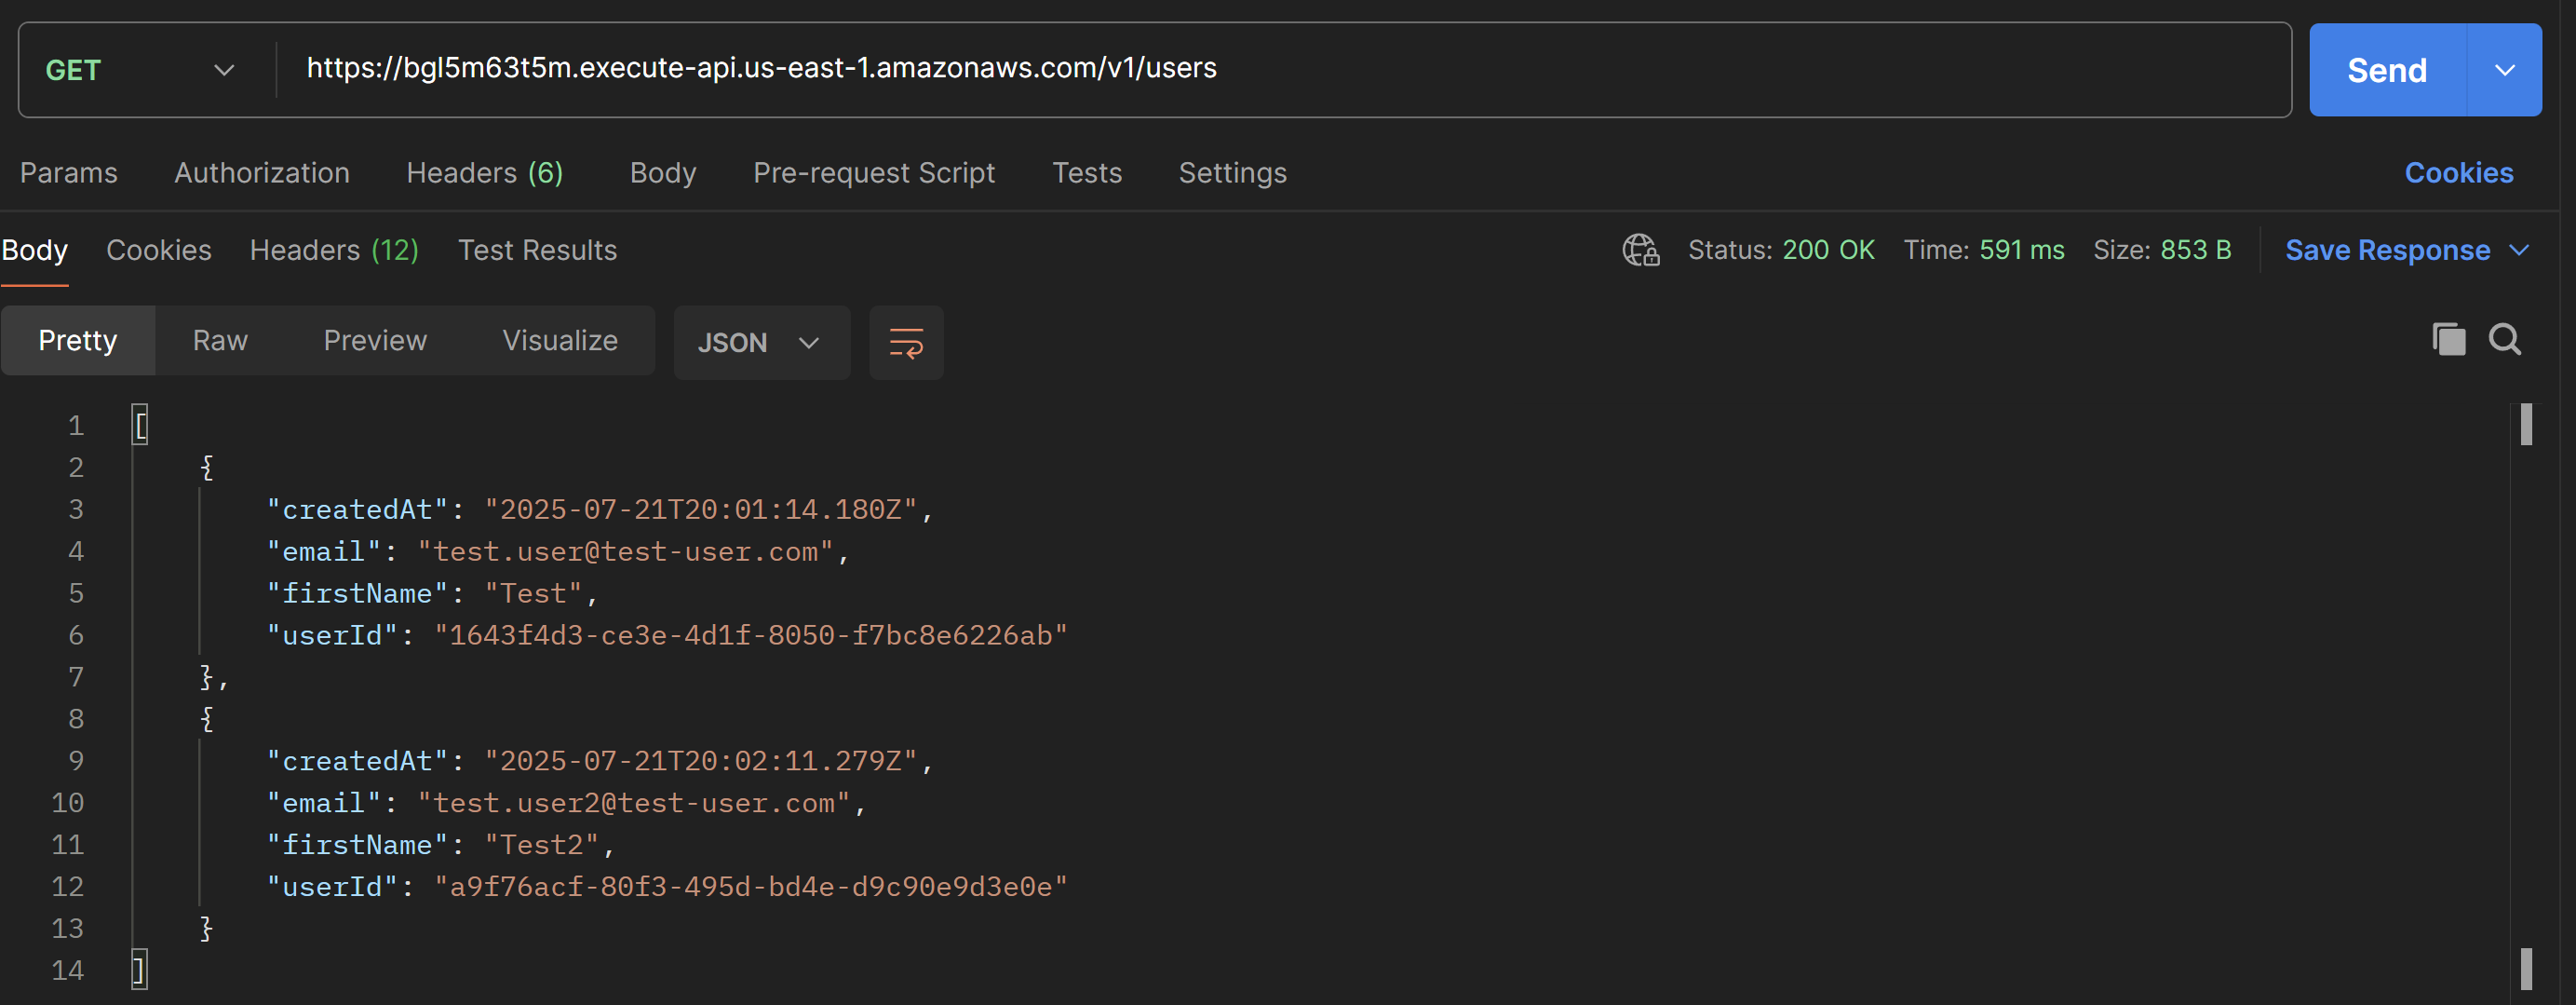 GET https://bgl5m63t5m.execute-api.us-east-1.amazonaws.com/v1/users Send
Params Authorization Headers (6) Body Pre-request Script Tests Settings Cookies
Body Cookies Headers (12) Test Results Status: 200 OK Time: 591 ms Size: 853 B Save Response
Pretty Raw Preview Visualize JSON
1 [
2 {
3 "createdAt": "2025-07-21T20:01:14.180Z",
4 "email": "test.user@test-user.com",
5 "firstName": "Test",
6 "userId": "1643f4d3-ce3e-4d1f-8050-f7bc8e6226ab"
7 },
8 {
9 "createdAt": "2025-07-21T20:02:11.279Z",
10 "email": "test.user2@test-user.com",
11 "firstName": "Test2",
12 "userId": "a9f76acf-80f3-495d-bd4e-d9c90e9d3e0e"
13 }
14 ]